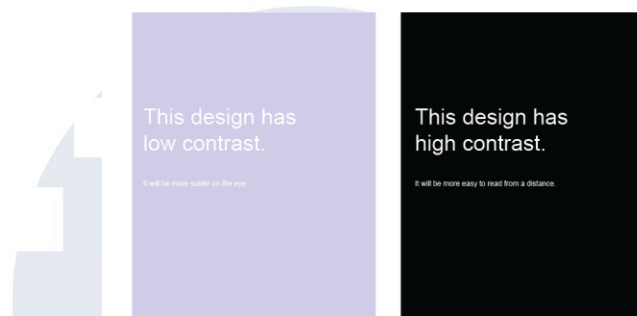 This design has
low contrast.
It will be more subtle on the eye.
This design has
high contrast.
It will be more easy to read from a distance.